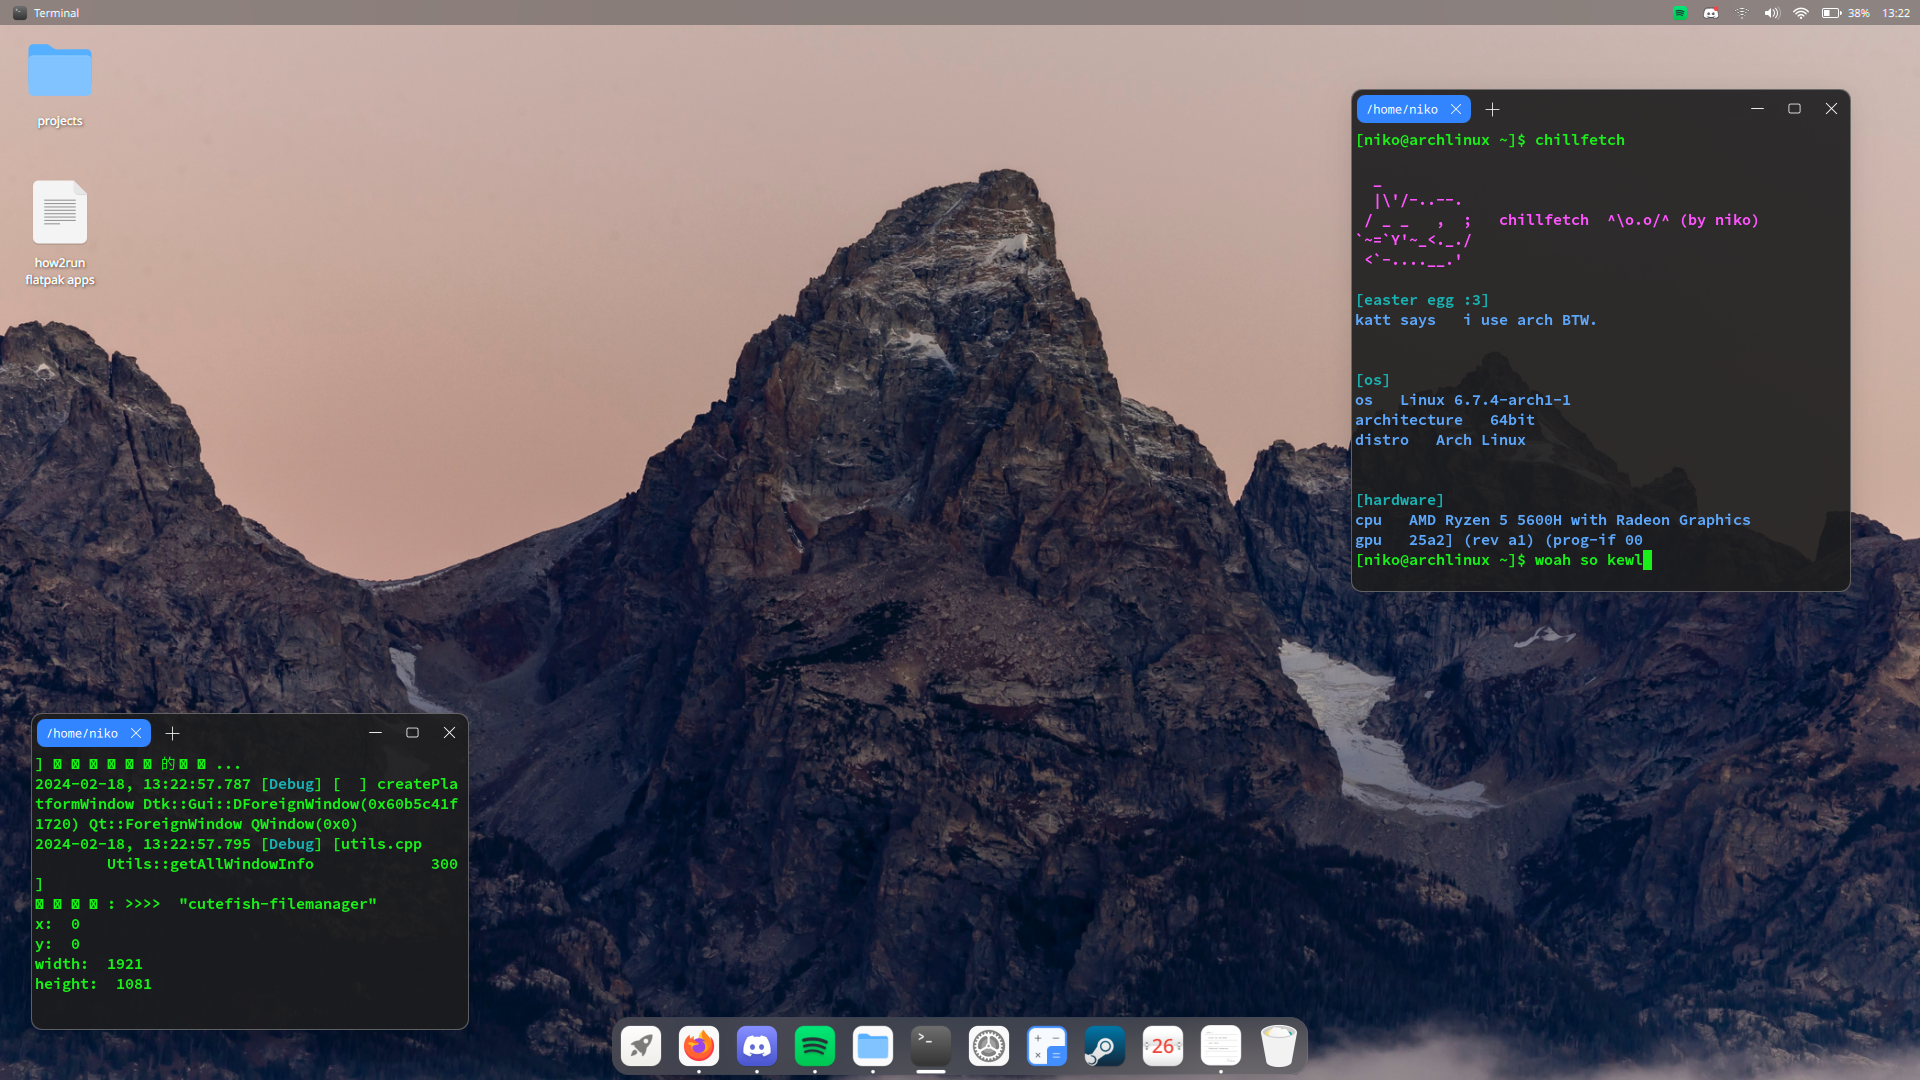 Terminal
38% 13:22
projects
how2run
flatpak apps
/home/niko
[niko@archlinux ~]$ chillfetch
   _
  |\'/-..--.
 / _ _   ,  ;   chillfetch  ^\o.o/^ (by niko)
`~=`Y'~_<._./
 <`-....__.'
[easter egg :3]
katt says   i use arch BTW.
[os]
os   Linux 6.7.4-arch1-1
architecture   64bit
distro   Arch Linux
[hardware]
cpu   AMD Ryzen 5 5600H with Radeon Graphics
gpu   25a2] (rev a1) (prog-if 00
[niko@archlinux ~]$ woah so kewl
/home/niko
] 的 ...
2024-02-18, 13:22:57.787 [Debug] [  ] createPla
tformWindow Dtk::Gui::DForeignWindow(0x60b5c41f
1720) Qt::ForeignWindow QWindow(0x0)
2024-02-18, 13:22:57.795 [Debug] [utils.cpp
        Utils::getAllWindowInfo             300
]
: >>>>  "cutefish-filemanager"
x:  0
y:  0
width:  1921
height:  1081
>_
26